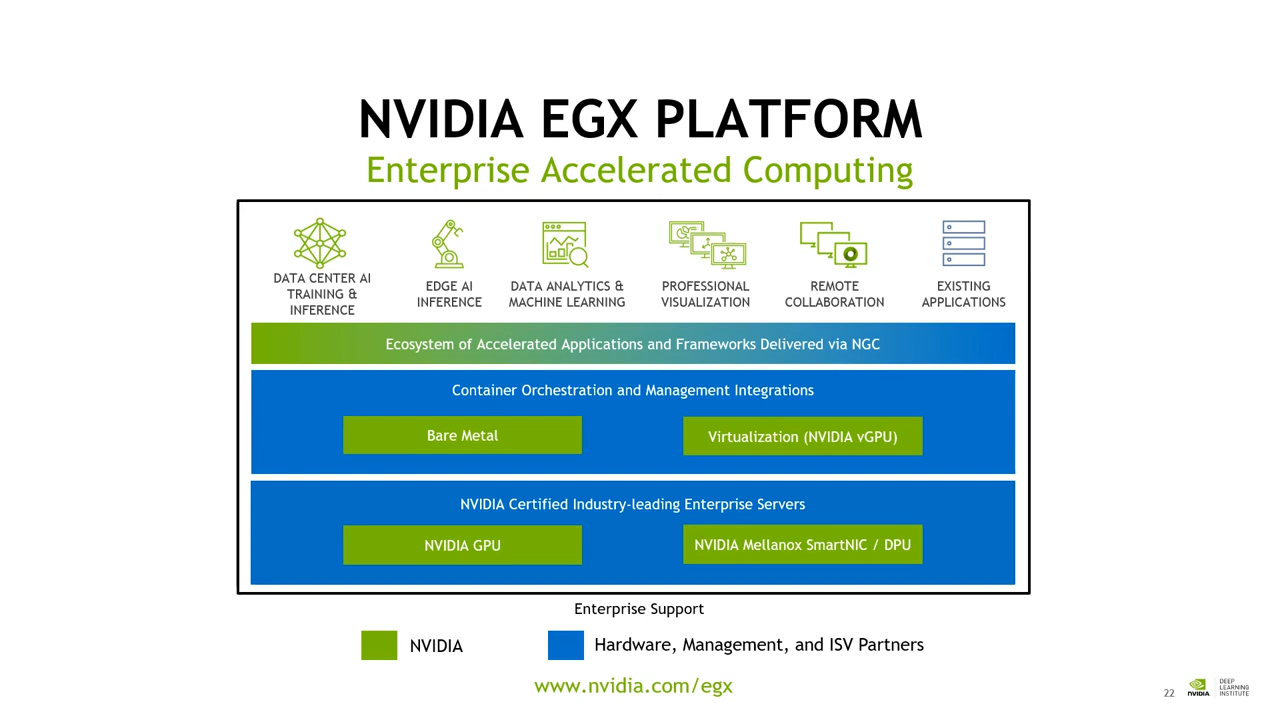 NVIDIA EGX PLATFORM
Enterprise Accelerated Computing
DATA CENTER AI
TRAINING &
INFERENCE
EDGE AI
INFERENCE
DATA ANALYTICS &
MACHINE LEARNING
PROFESSIONAL
VISUALIZATION
REMOTE
COLLABORATION
EXISTING
APPLICATIONS
Ecosystem of Accelerated Applications and Frameworks Delivered via NGC
Container Orchestration and Management Integrations
Bare Metal
Virtualization (NVIDIA vGPU)
NVIDIA Certified Industry-leading Enterprise Servers
NVIDIA GPU
NVIDIA Mellanox SmartNIC / DPU
Enterprise Support
NVIDIA
Hardware, Management, and ISV Partners
www.nvidia.com/egx
22
NVIDIA
DEEP
LEARNING
INSTITUTE